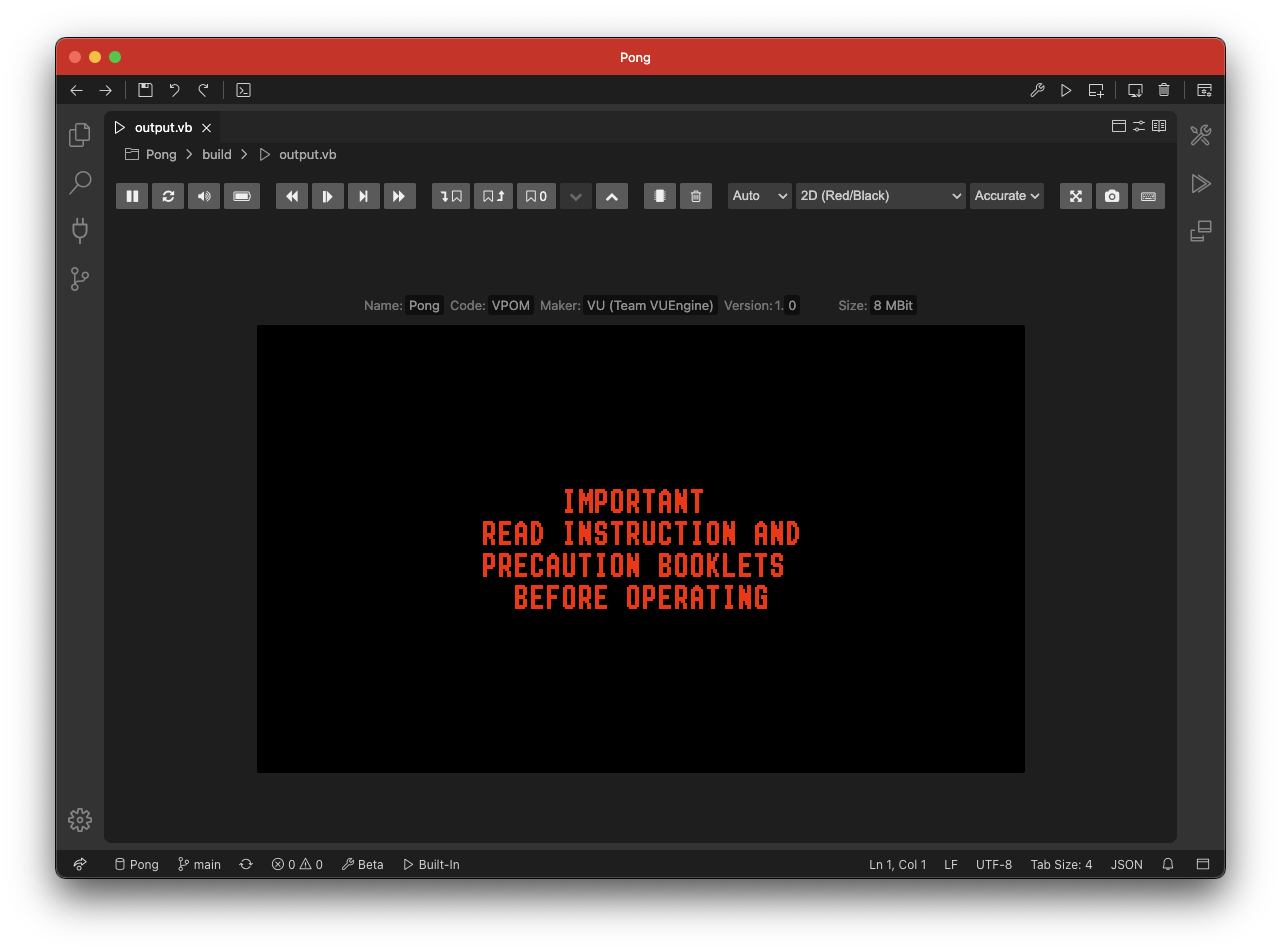 Pong
output.vb
Pong build output.vb
0 Auto 2D (Red/Black) Accurate
Name: Pong Code: VPOM Maker: VU (Team VUEngine) Version: 1. 0 Size: 8 MBit
IMPORTANT
READ INSTRUCTION AND
PRECAUTION BOOKLETS
BEFORE OPERATING
Pong main 0 0 Beta Built-In Ln 1, Col 1 LF UTF-8 Tab Size: 4 JSON